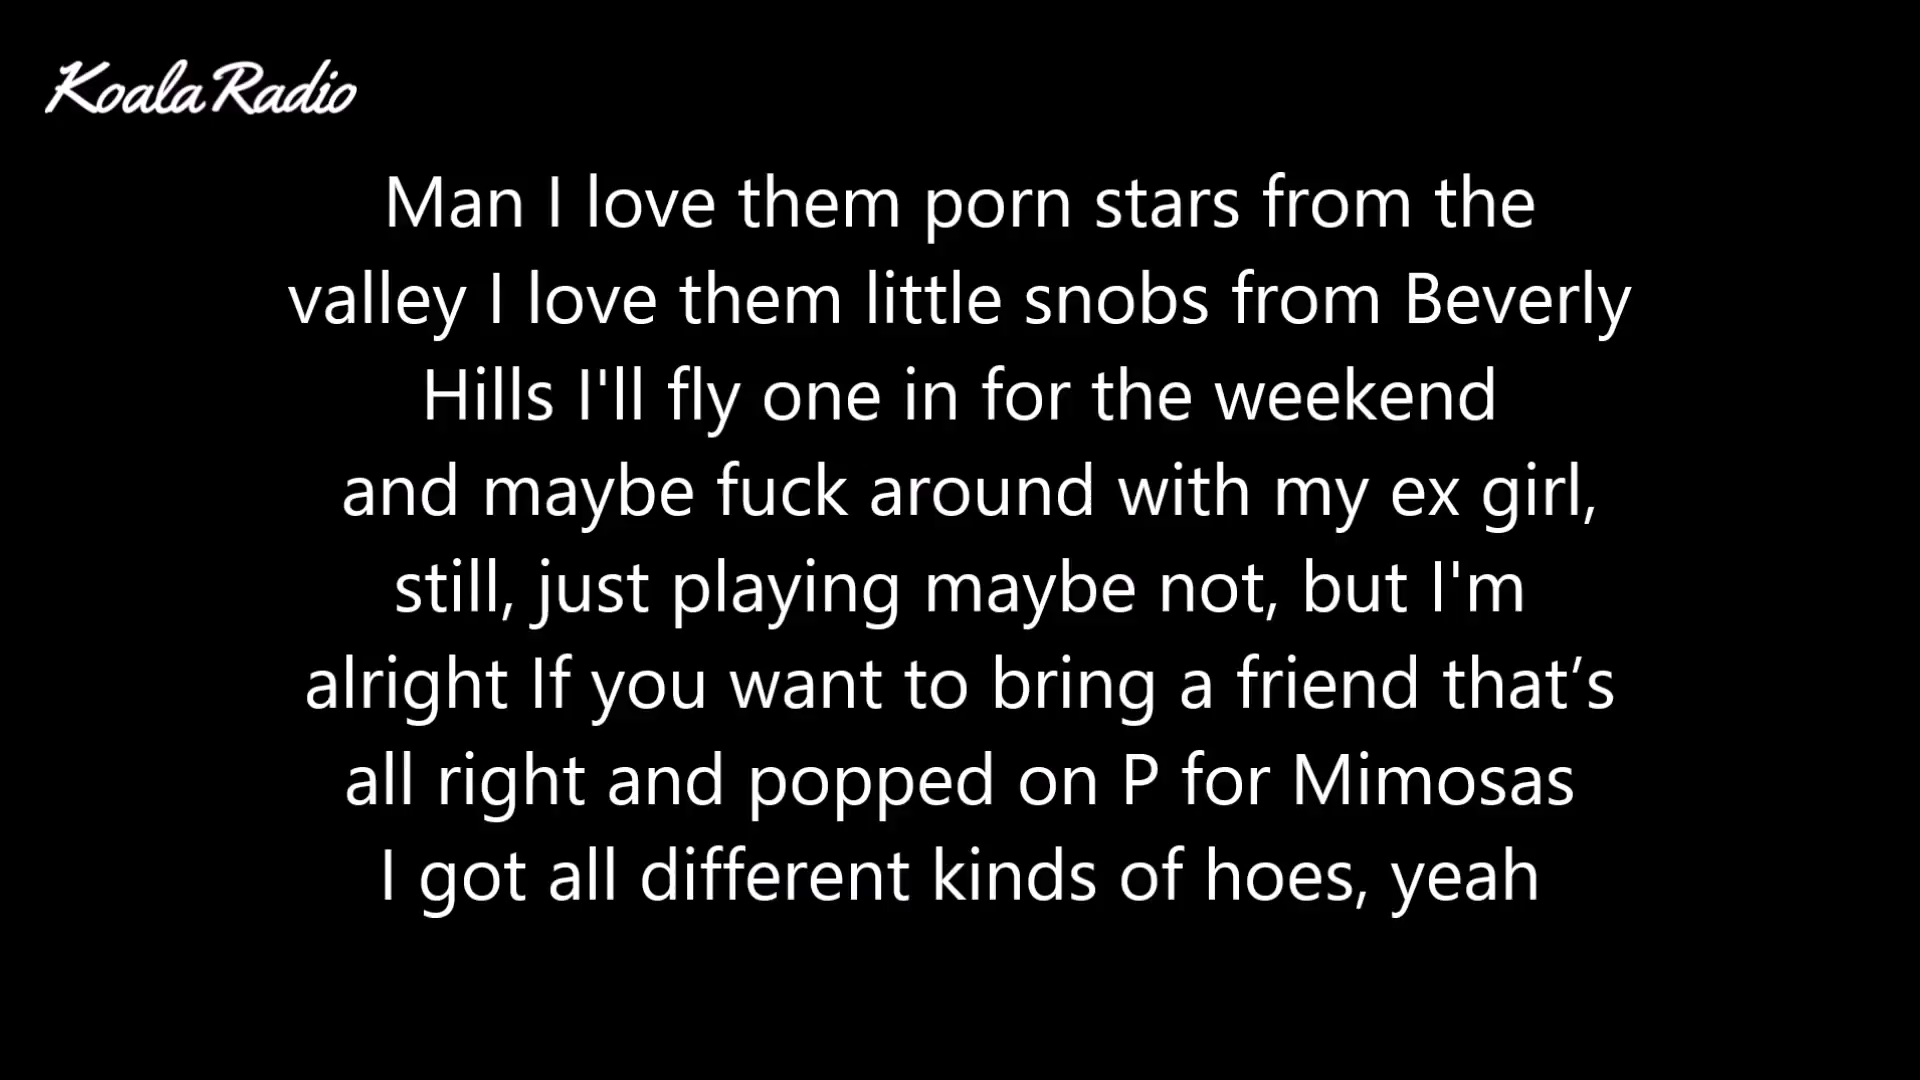 Koala Radio
Man I love them porn stars from the
valley I love them little snobs from Beverly
Hills I'll fly one in for the weekend
and maybe fuck around with my ex girl,
still, just playing maybe not, but I'm
alright If you want to bring a friend that’s
all right and popped on P for Mimosas
I got all different kinds of hoes, yeah